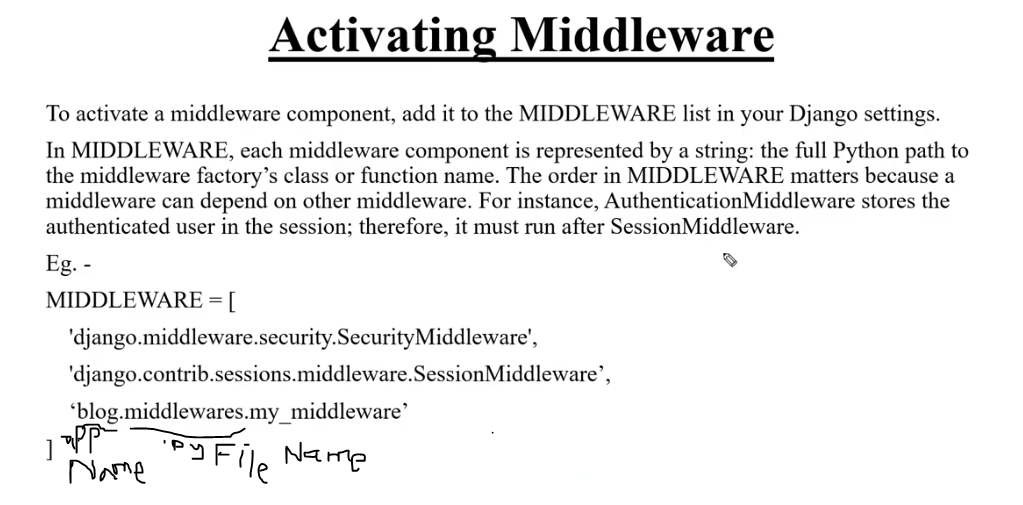 Activating Middleware
To activate a middleware component, add it to the MIDDLEWARE list in your Django settings.
In MIDDLEWARE, each middleware component is represented by a string: the full Python path to
the middleware factory’s class or function name. The order in MIDDLEWARE matters because a
middleware can depend on other middleware. For instance, AuthenticationMiddleware stores the
authenticated user in the session; therefore, it must run after SessionMiddleware.
Eg. -
MIDDLEWARE = [
'django.middleware.security.SecurityMiddleware',
'django.contrib.sessions.middleware.SessionMiddleware’,
‘blog.middlewares.my_middleware’
]
app
Name
.py File Name